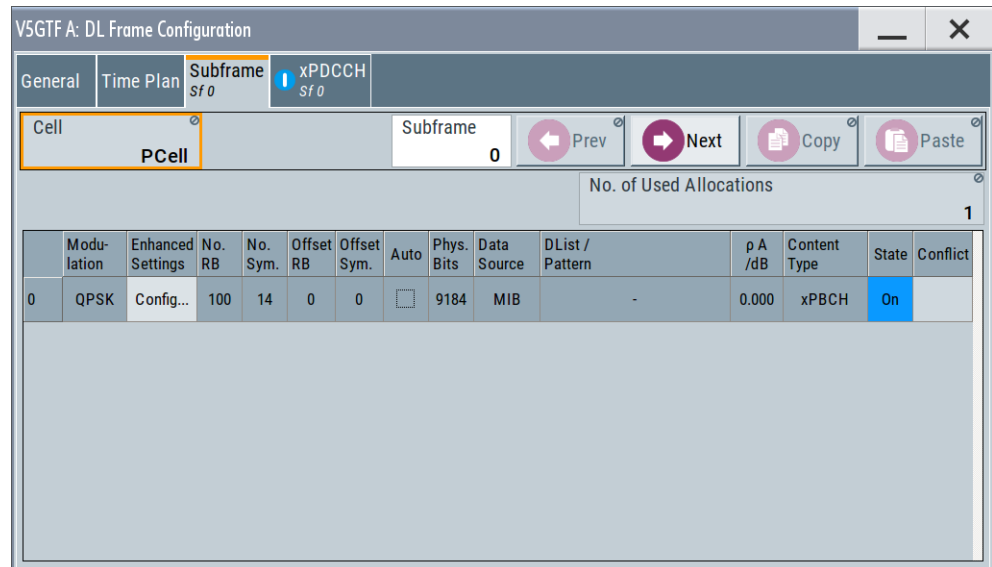 V5GTF A: DL Frame Configuration
General Time Plan Subframe Sf 0 xPDCCH Sf 0
Cell
PCell
Subframe
0
Prev
Next
Copy
Paste
No. of Used Allocations
1
Modu-
lation
Enhanced
Settings
No.
RB
No.
Sym.
Offset
RB
Offset
Sym.
Auto
Phys.
Bits
Data
Source
DList /
Pattern
ρ A
/dB
Content
Type
State
Conflict
0 QPSK Config... 100 14 0 0 9184 MIB - 0.000 xPBCH On